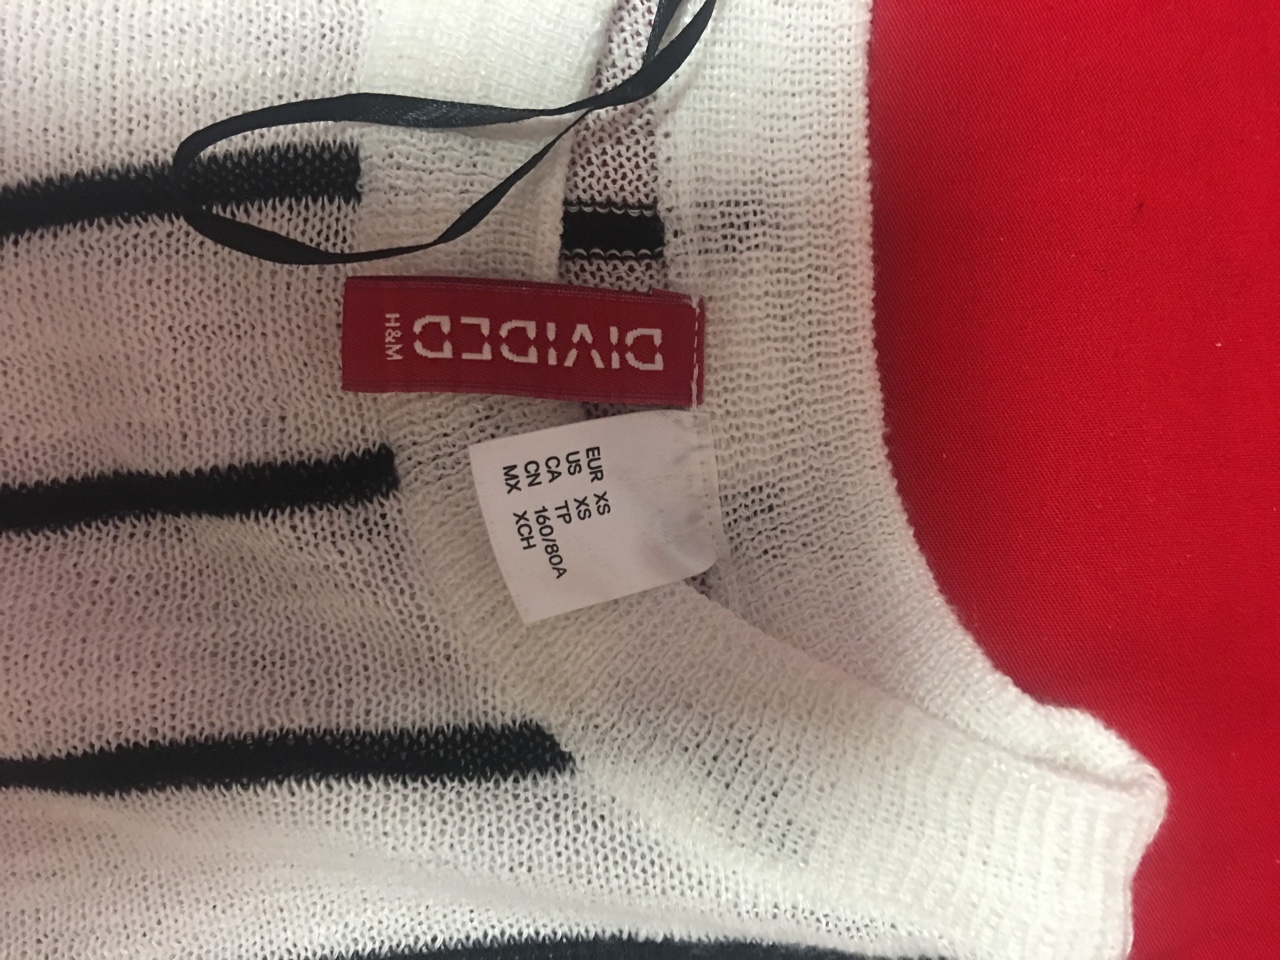 DIVIDED
H&M
EUR XS
US XS
CA TP
CN 160/80A
MX XCH